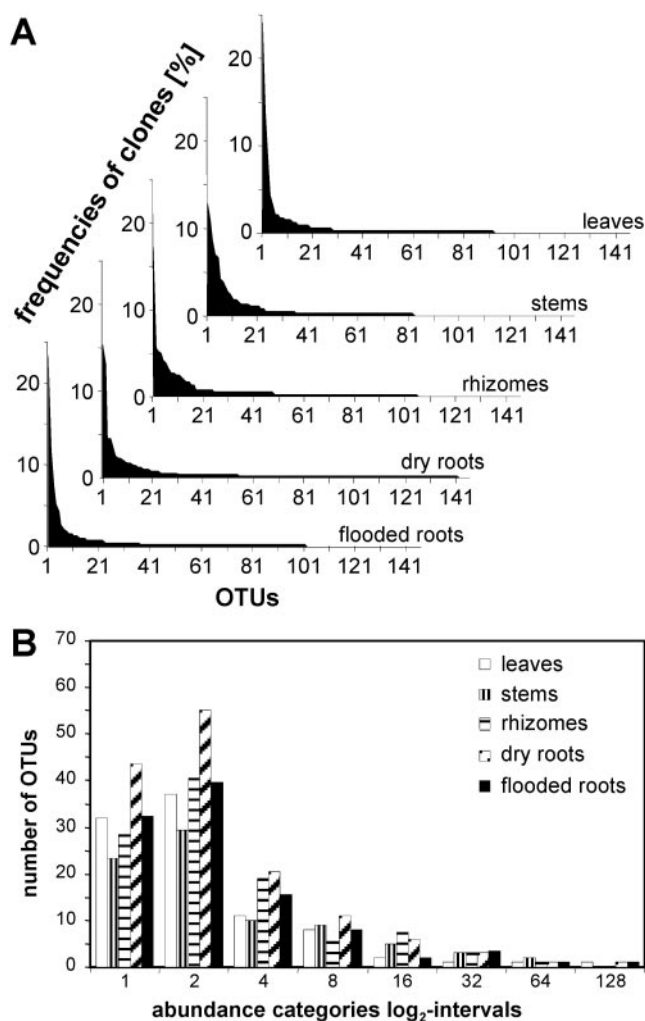 A
frequencies of clones [%]
20
10
0
1 21 41 61 81 101 121 141
leaves
20
10
0
1 21 41 61 81 101 121 141
stems
20
10
0
1 21 41 61 81 101 121 141
rhizomes
20
10
0
1 21 41 61 81 101 121 141
dry roots
20
10
0
1 21 41 61 81 101 121 141
flooded roots
OTUs
B
number of OTUs
70
60
50
40
30
20
10
0
leaves
stems
rhizomes
dry roots
flooded roots
1 2 4 8 16 32 64 128
abundance categories log₂-intervals